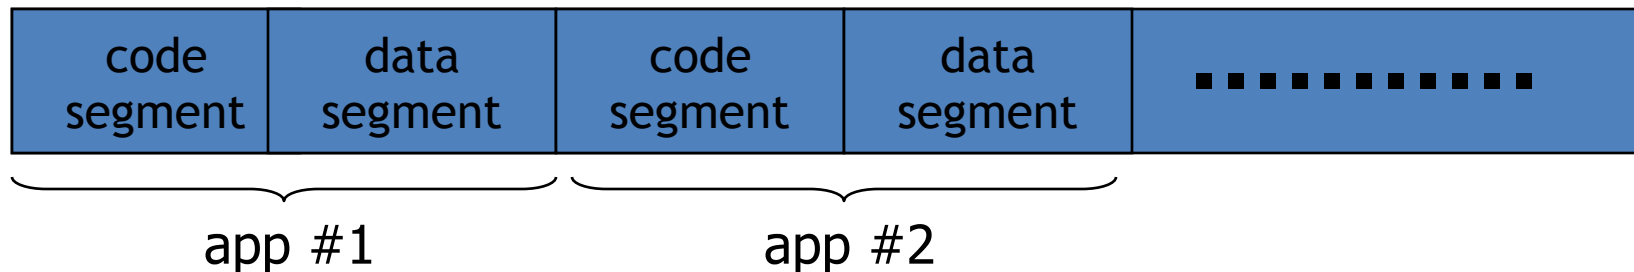 code
segment
data
segment
code
segment
data
segment
app #1
app #2